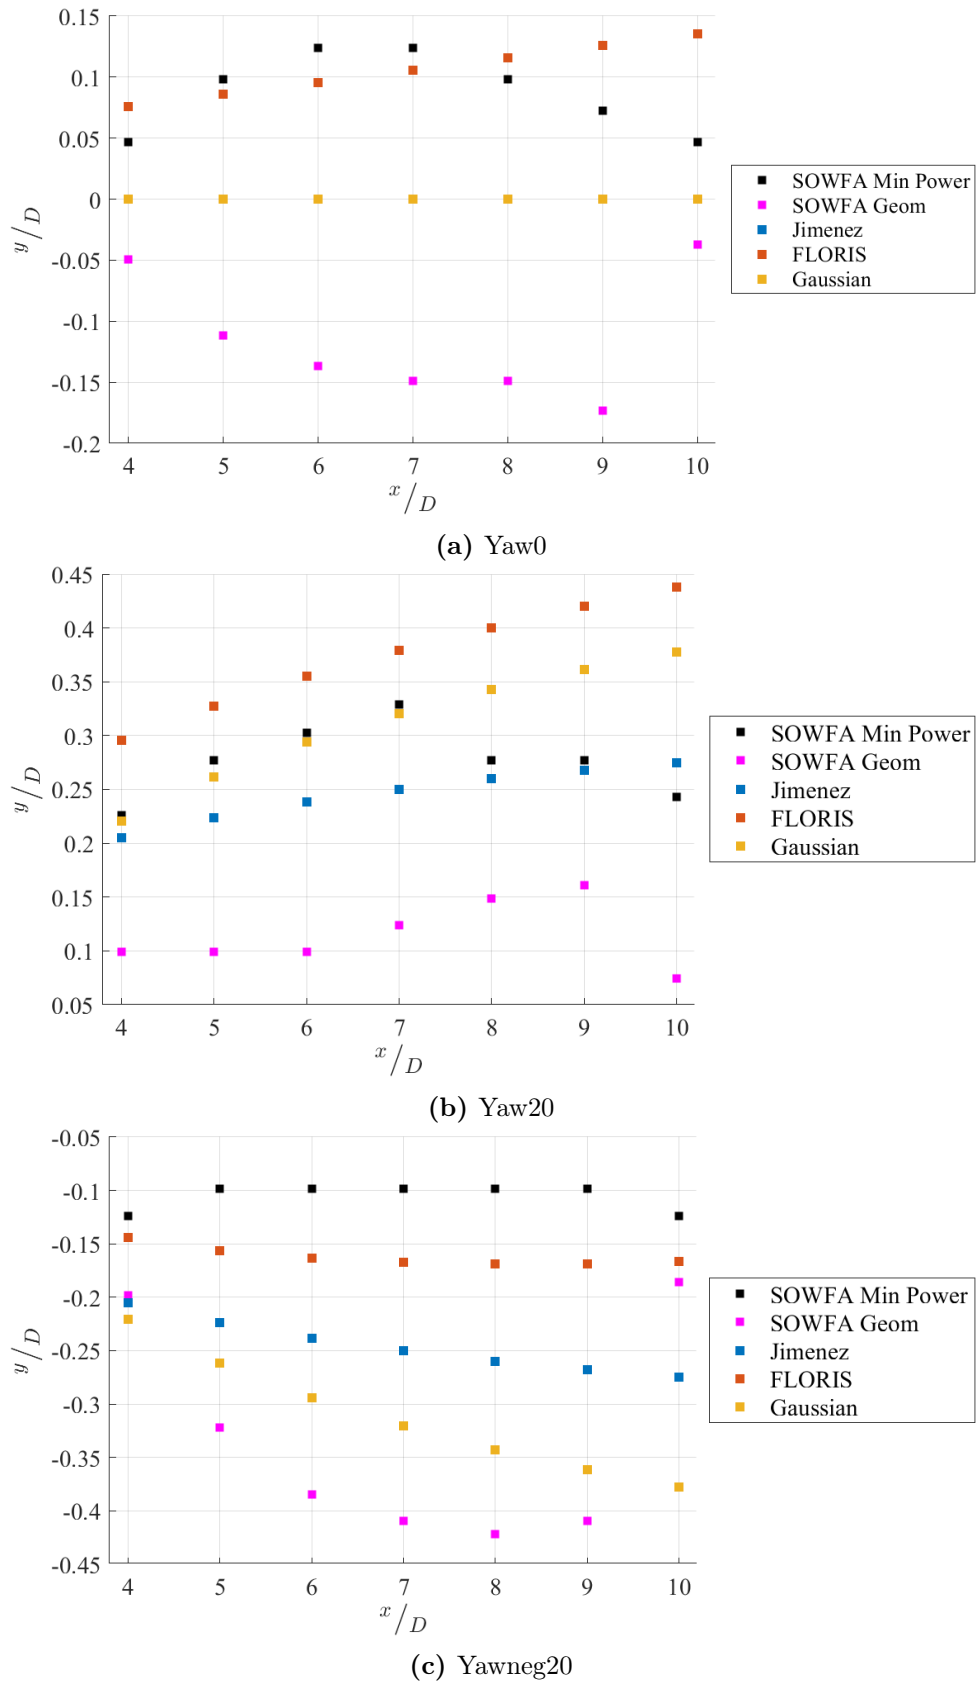 0.15
0.1
0.05
0
-0.05
-0.1
-0.15
-0.2
y/D
4 5 6 7 8 9 10
x/D
SOWFA Min Power
SOWFA Geom
Jimenez
FLORIS
Gaussian
(a) Yaw0
0.45
0.4
0.35
0.3
0.25
0.2
0.15
0.1
0.05
y/D
4 5 6 7 8 9 10
x/D
SOWFA Min Power
SOWFA Geom
Jimenez
FLORIS
Gaussian
(b) Yaw20
-0.05
-0.1
-0.15
-0.2
-0.25
-0.3
-0.35
-0.4
-0.45
y/D
4 5 6 7 8 9 10
x/D
SOWFA Min Power
SOWFA Geom
Jimenez
FLORIS
Gaussian
(c) Yawneg20